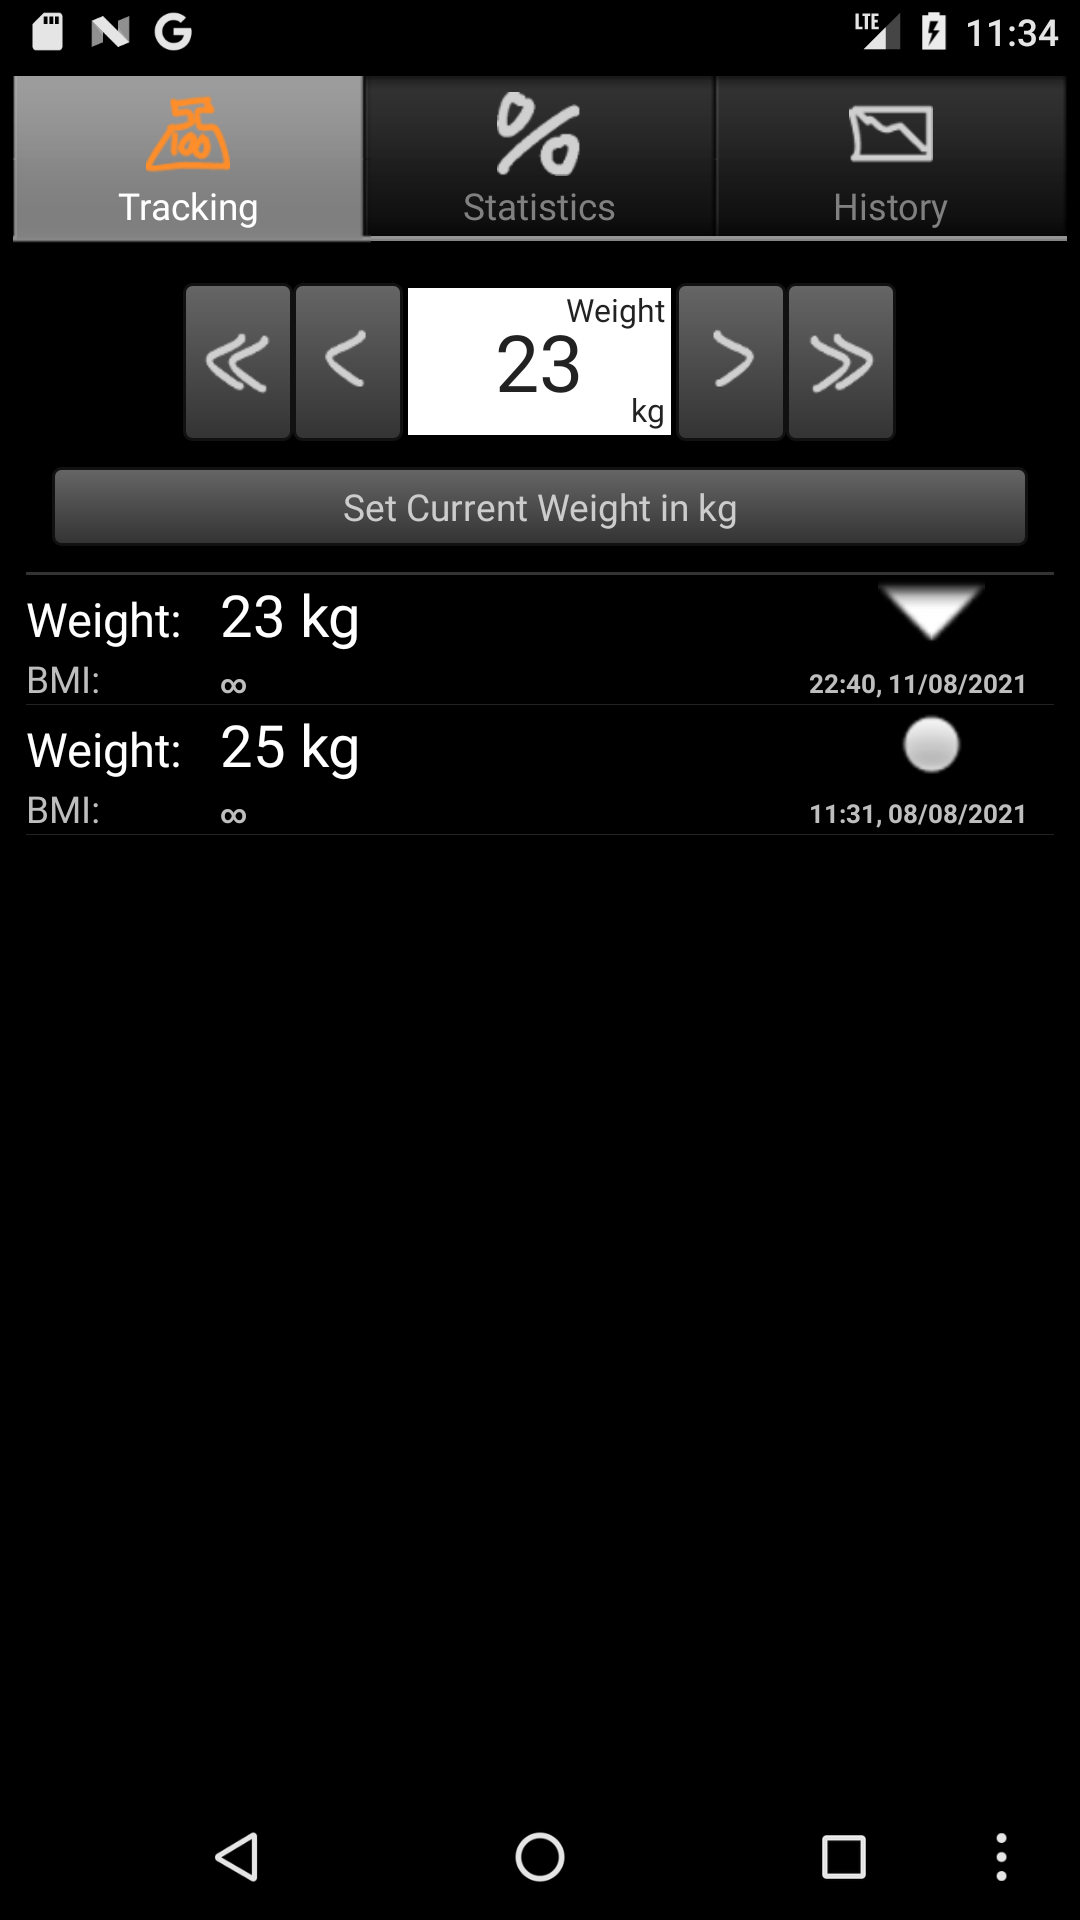 LTE 11:34
100
Tracking Statistics History
Weight
23
kg
Set Current Weight in kg
Weight: 23 kg
BMI: ∞ 22:40, 11/08/2021
Weight: 25 kg
BMI: ∞ 11:31, 08/08/2021